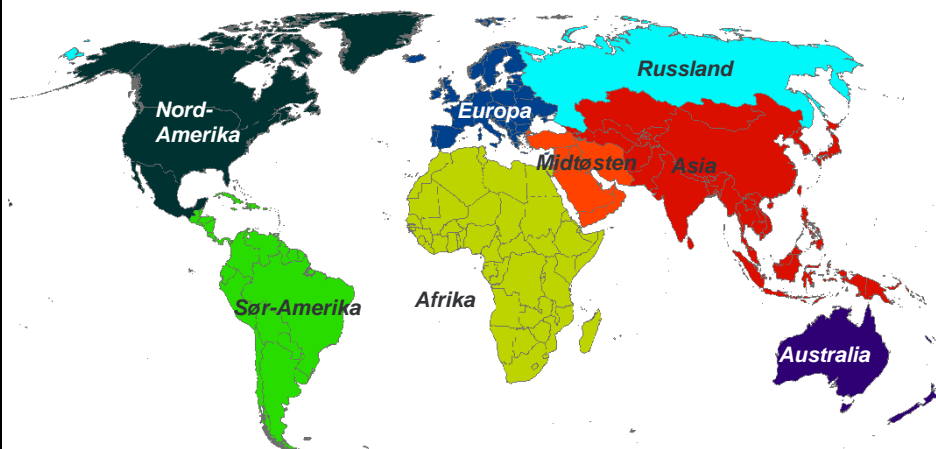 Russland
Nord-
Amerika
Europa
Midtøsten
Asia
Afrika
Sør-Amerika
Australia